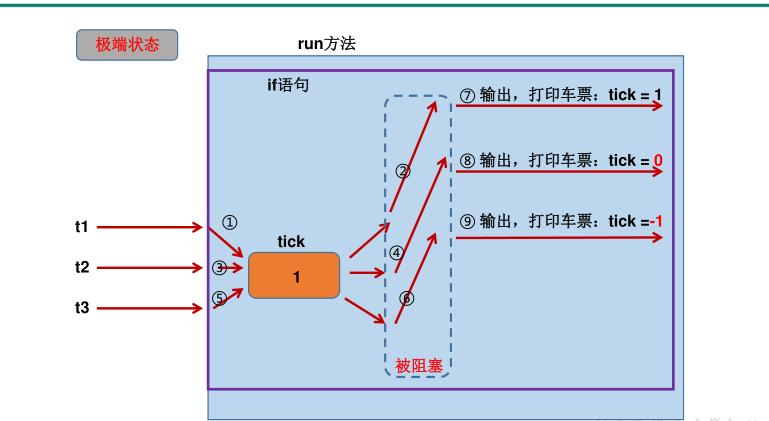 极端状态
run方法
if语句
⑦ 输出，打印车票：tick = 1
②
⑧ 输出，打印车票：tick = 0
t1
①
⑨ 输出，打印车票：tick =-1
tick
④
t2
③
1
t3
⑤
⑥
被阻塞